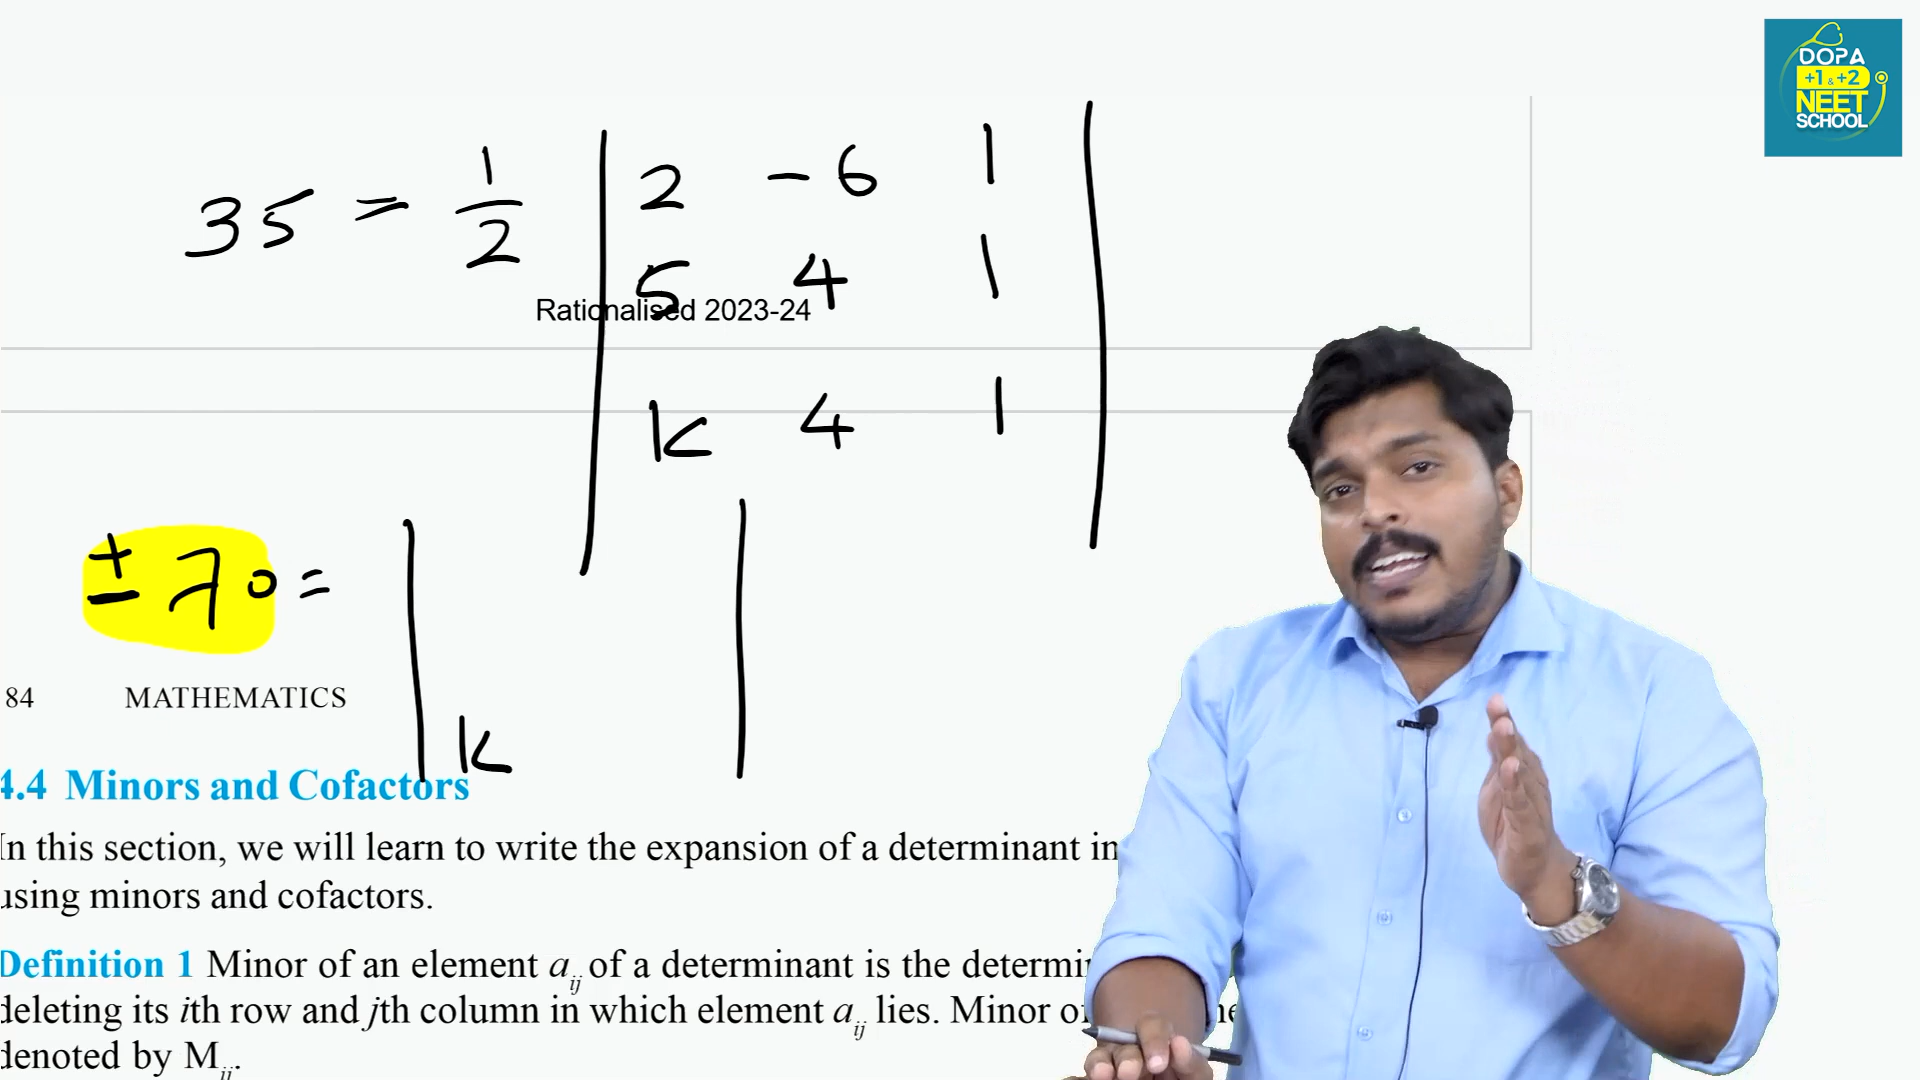 DOPA
+1 & +2
NEET
SCHOOL
35 = 1/2 | 2 -6 1
5 4 1
Rationalised 2023-24
k 4 1 |
± 70 = | k |
84 MATHEMATICS
4.4 Minors and Cofactors
In this section, we will learn to write the expansion of a determinant in
using minors and cofactors.
Definition 1 Minor of an element aij of a determinant is the
deleting its ith row and jth column in which element aij lies. Minor
denoted by Mij.